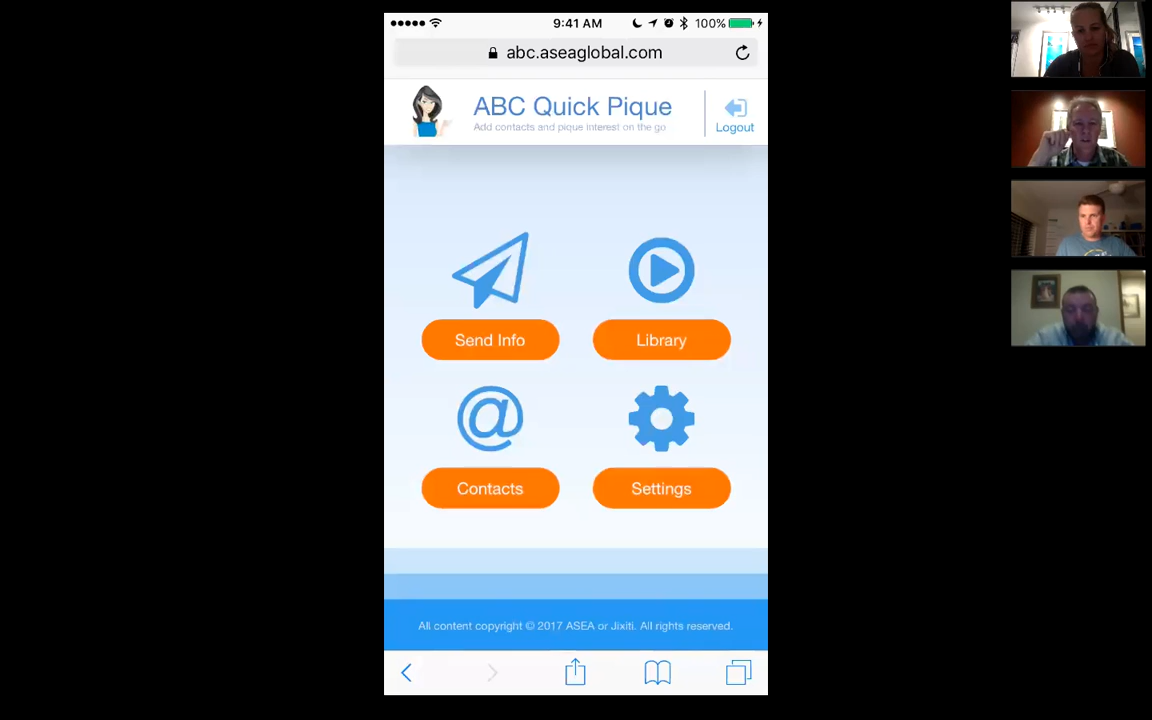 9:41 AM
100%
abc.aseaglobal.com
ABC Quick Pique
Add contacts and pique interest on the go
Logout
Send Info
Library
Contacts
Settings
All content copyright © 2017 ASEA or Jixiti. All rights reserved.